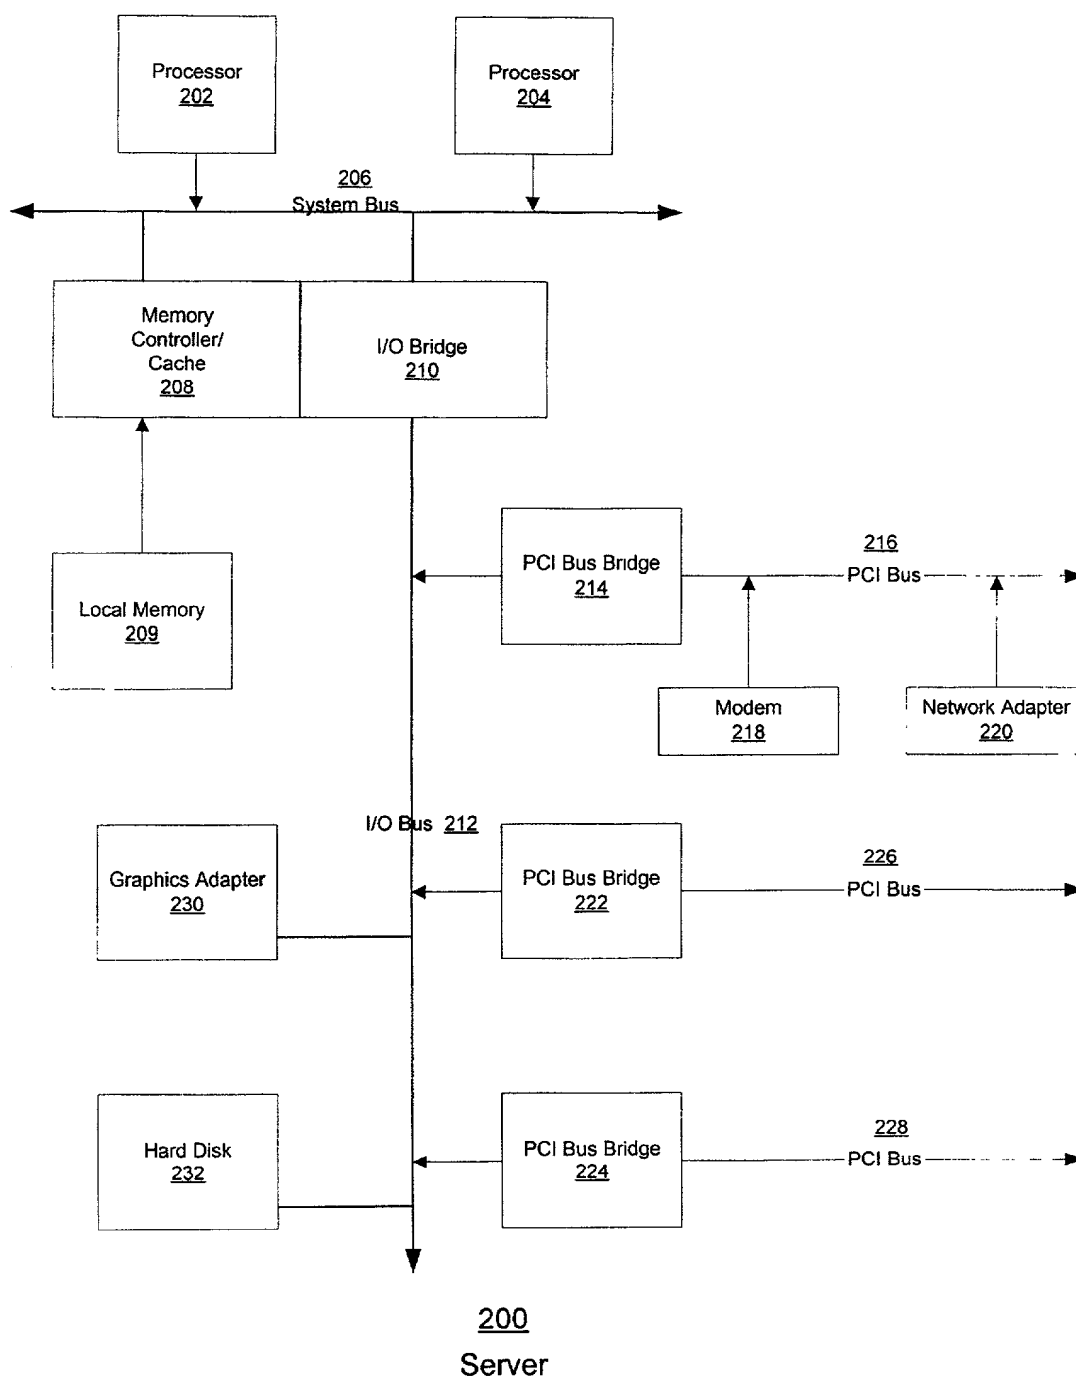 Processor
202
Processor
204
206
System Bus
Memory
Controller/
Cache
208
I/O Bridge
210
PCI Bus Bridge
214
216
PCI Bus
Local Memory
209
Modem
218
Network Adapter
220
I/O Bus 212
Graphics Adapter
230
PCI Bus Bridge
222
226
PCI Bus
Hard Disk
232
PCI Bus Bridge
224
228
PCI Bus
200
Server